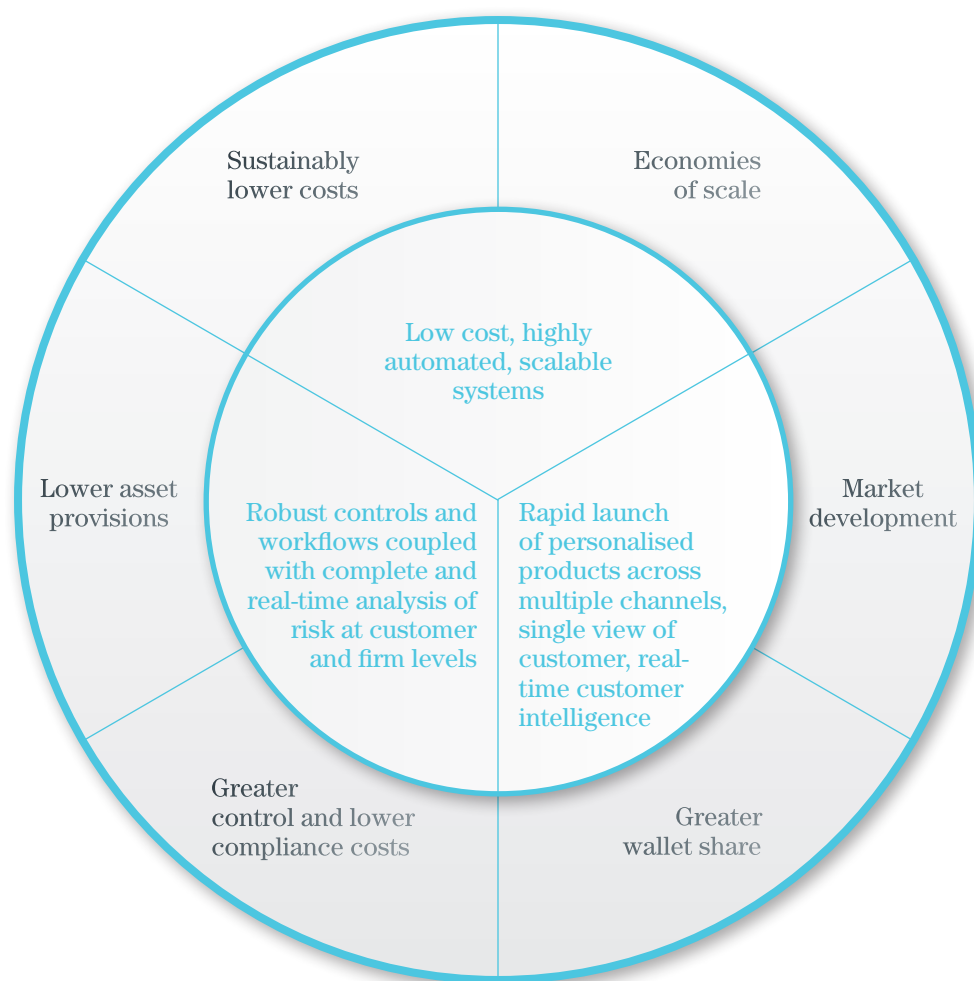 Sustainably
lower costs
Economies
of scale
Low cost, highly
automated, scalable
systems
Lower asset
provisions
Robust controls and
workflows coupled
with complete and
real-time analysis of
risk at customer
and firm levels
Rapid launch
of personalised
products across
multiple channels,
single view of
customer, real-
time customer
intelligence
Market
development
Greater
control and lower
compliance costs
Greater
wallet share